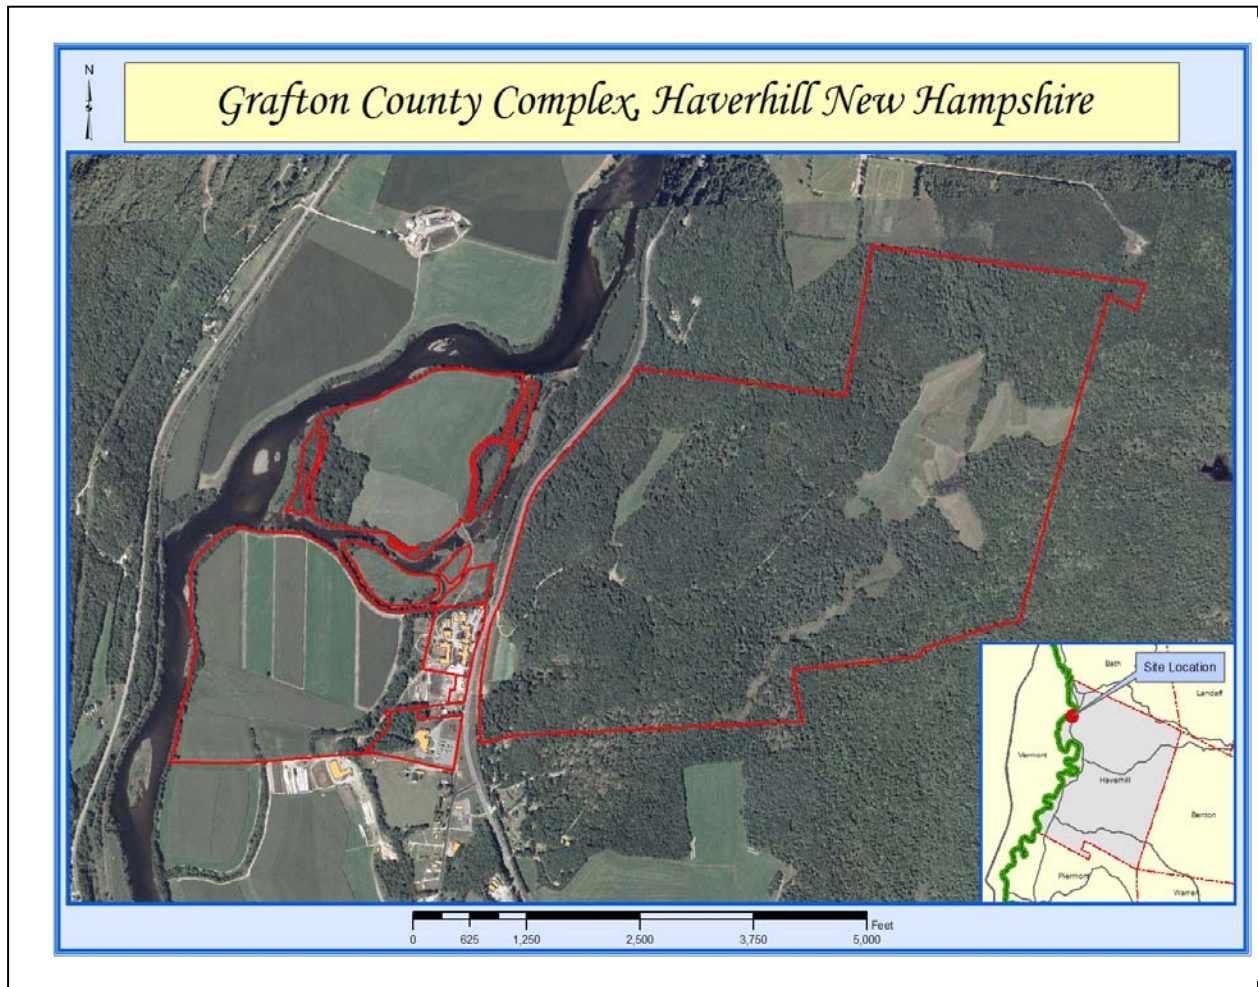 N
Grafton County Complex, Haverhill New Hampshire
Site Location
Bath
Landaff
Vermont
Haverhill
Benton
Piermont
Warren
Feet
0 625 1,250 2,500 3,750 5,000